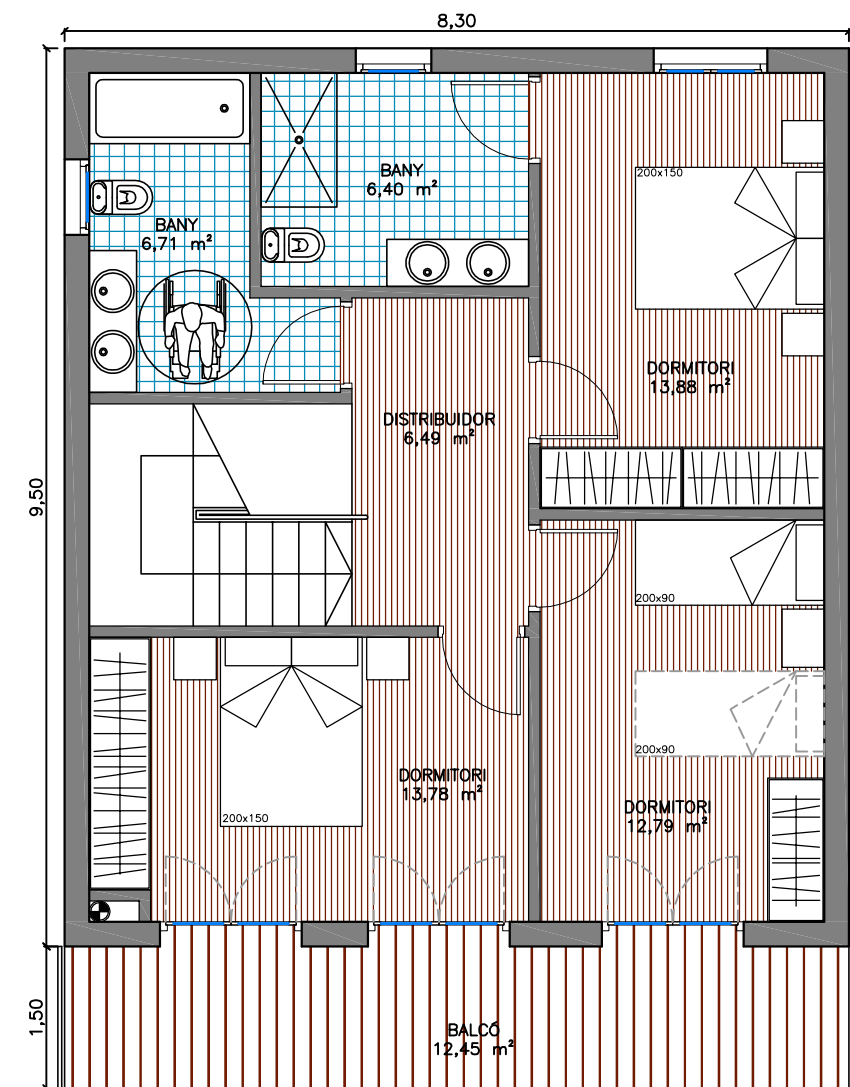 8,30
BANY
6,40 m²
200x150
BANY
6,71 m²
DORMITORI
13,88 m²
DISTRIBUIDOR
6,49 m²
9,50
200x90
200x90
DORMITORI
13,78 m²
DORMITORI
12,79 m²
200x150
1,50
BALCÓ
12,45 m²